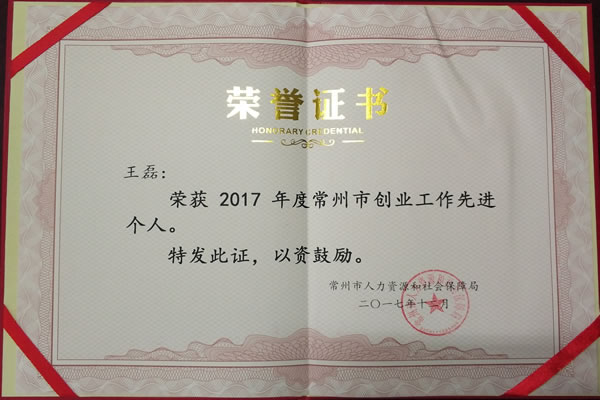 荣誉证书
HONORARY CREDENTIAL
王磊：
荣获 2017 年度常州市创业工作先进
个人。
特发此证，以资鼓励。
常州市人力资源和社会保障局
二〇一七年十二月